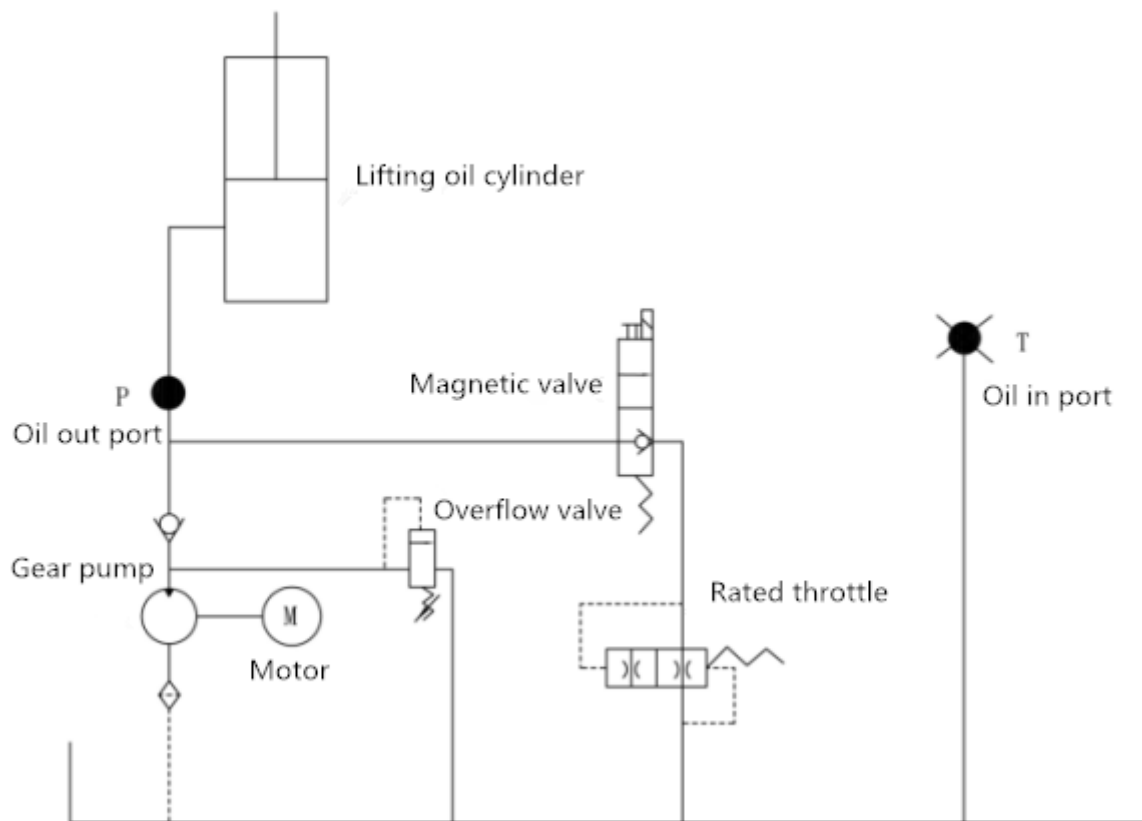 Lifting oil cylinder
P
Oil out port
Magnetic valve
T
Oil in port
Overflow valve
Gear pump
M
Motor
Rated throttle